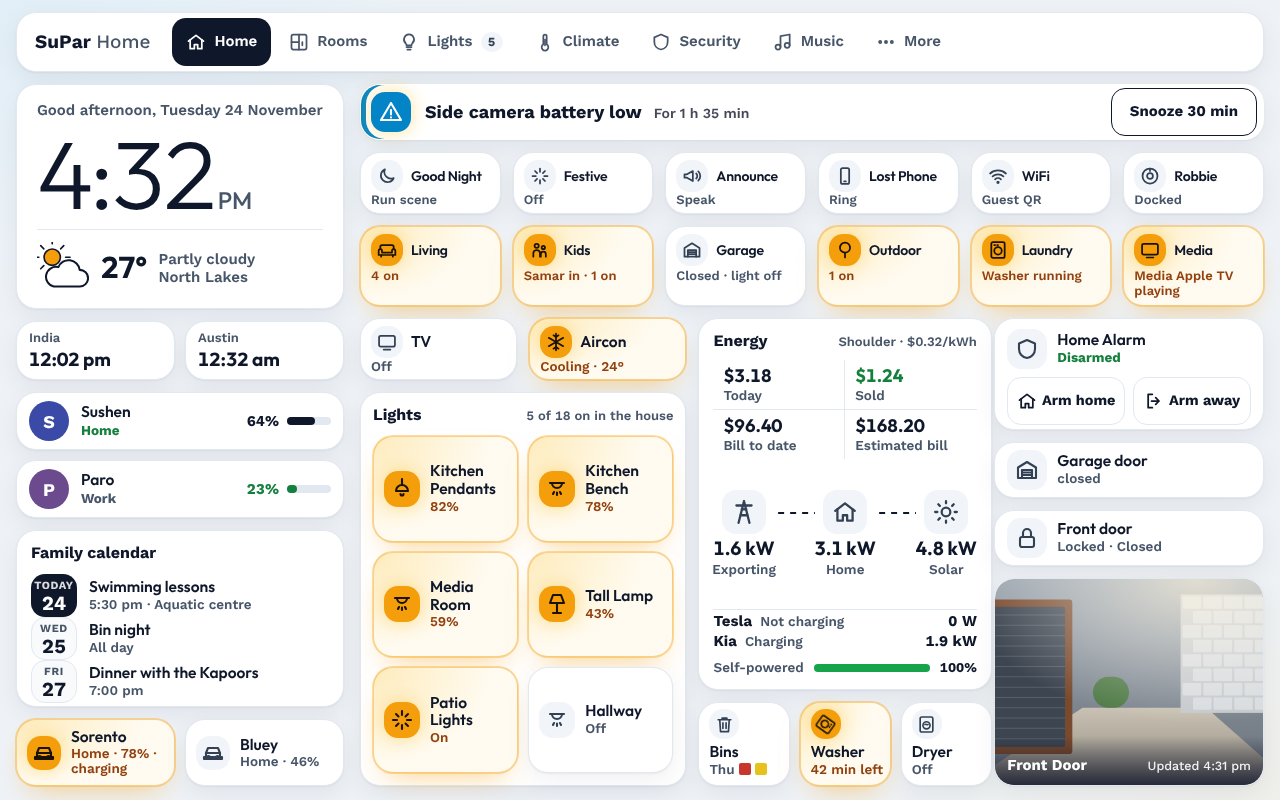 SuPar Home
Home
Rooms
Lights 5
Climate
Security
Music
More
Good afternoon, Tuesday 24 November
4:32 PM
27° Partly cloudy
North Lakes
India
12:02 pm
Austin
12:32 am
S
Sushen
Home
64%
P
Paro
Work
23%
Family calendar
TODAY
24
Swimming lessons
5:30 pm · Aquatic centre
WED
25
Bin night
All day
FRI
27
Dinner with the Kapoors
7:00 pm
Sorento
Home · 78% ·
charging
Bluey
Home · 46%
Side camera battery low For 1 h 35 min
Snooze 30 min
Good Night
Run scene
Festive
Off
Announce
Speak
Lost Phone
Ring
WiFi
Guest QR
Robbie
Docked
Living
4 on
Kids
Samar in · 1 on
Garage
Closed · light off
Outdoor
1 on
Laundry
Washer running
Media
Media Apple TV
playing
TV
Off
Aircon
Cooling · 24°
Lights
5 of 18 on in the house
Kitchen
Pendants
82%
Kitchen
Bench
78%
Media
Room
59%
Tall Lamp
43%
Patio
Lights
On
Hallway
Off
Energy
Shoulder · $0.32/kWh
$3.18
Today
$1.24
Sold
$96.40
Bill to date
$168.20
Estimated bill
1.6 kW
Exporting
3.1 kW
Home
4.8 kW
Solar
Tesla Not charging 0 W
Kia Charging 1.9 kW
Self-powered 100%
Bins
Thu
Washer
42 min left
Dryer
Off
Home Alarm
Disarmed
Arm home
Arm away
Garage door
closed
Front door
Locked · Closed
Front Door
Updated 4:31 pm